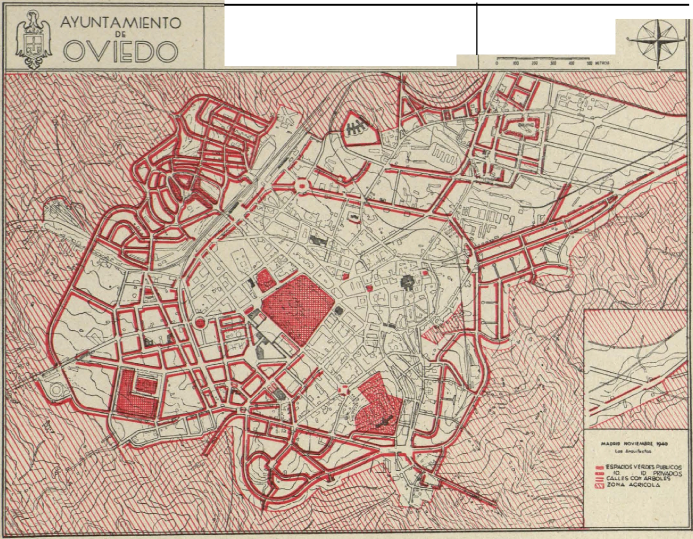 AYUNTAMIENTO
DE
OVIEDO
0 100 200 300 400 500 METROS
MADRID NOVIEMBRE 1940
Los Arquitectos
ESPACIOS VERDES PUBLICOS
ID ID PRIVADOS
CALLES CON ARBOLES
ZONA AGRICOLA